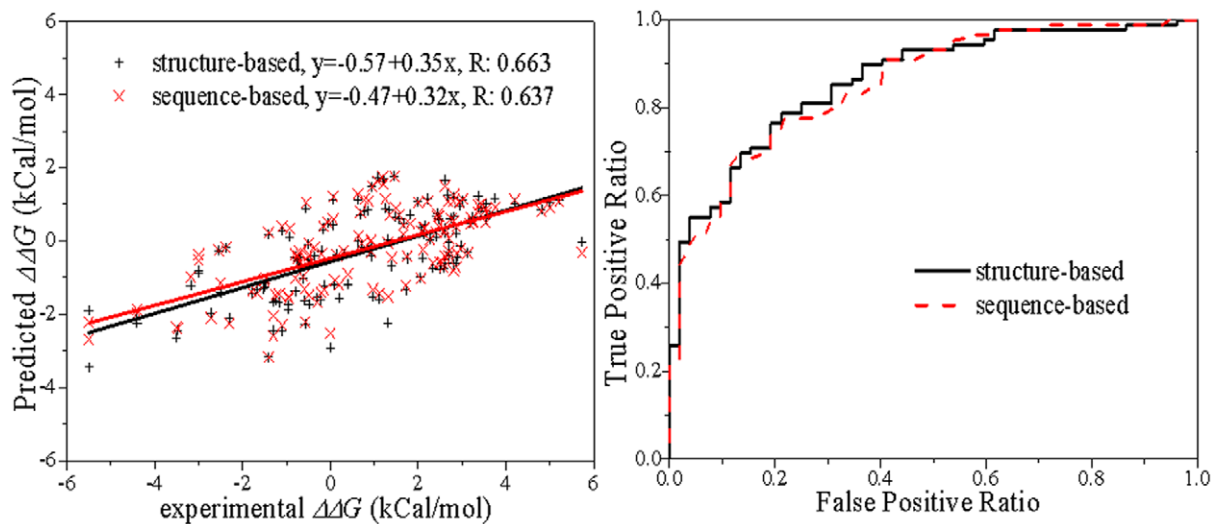 6
4
2
0
-2
-4
-6
Predicted ΔΔG (kCal/mol)
+ structure-based, y=-0.57+0.35x, R: 0.663
× sequence-based, y=-0.47+0.32x, R: 0.637
-6 -4 -2 0 2 4 6
experimental ΔΔG (kCal/mol)
1.0
0.8
0.6
0.4
0.2
0.0
True Positive Ratio
structure-based
sequence-based
0.0 0.2 0.4 0.6 0.8 1.0
False Positive Ratio